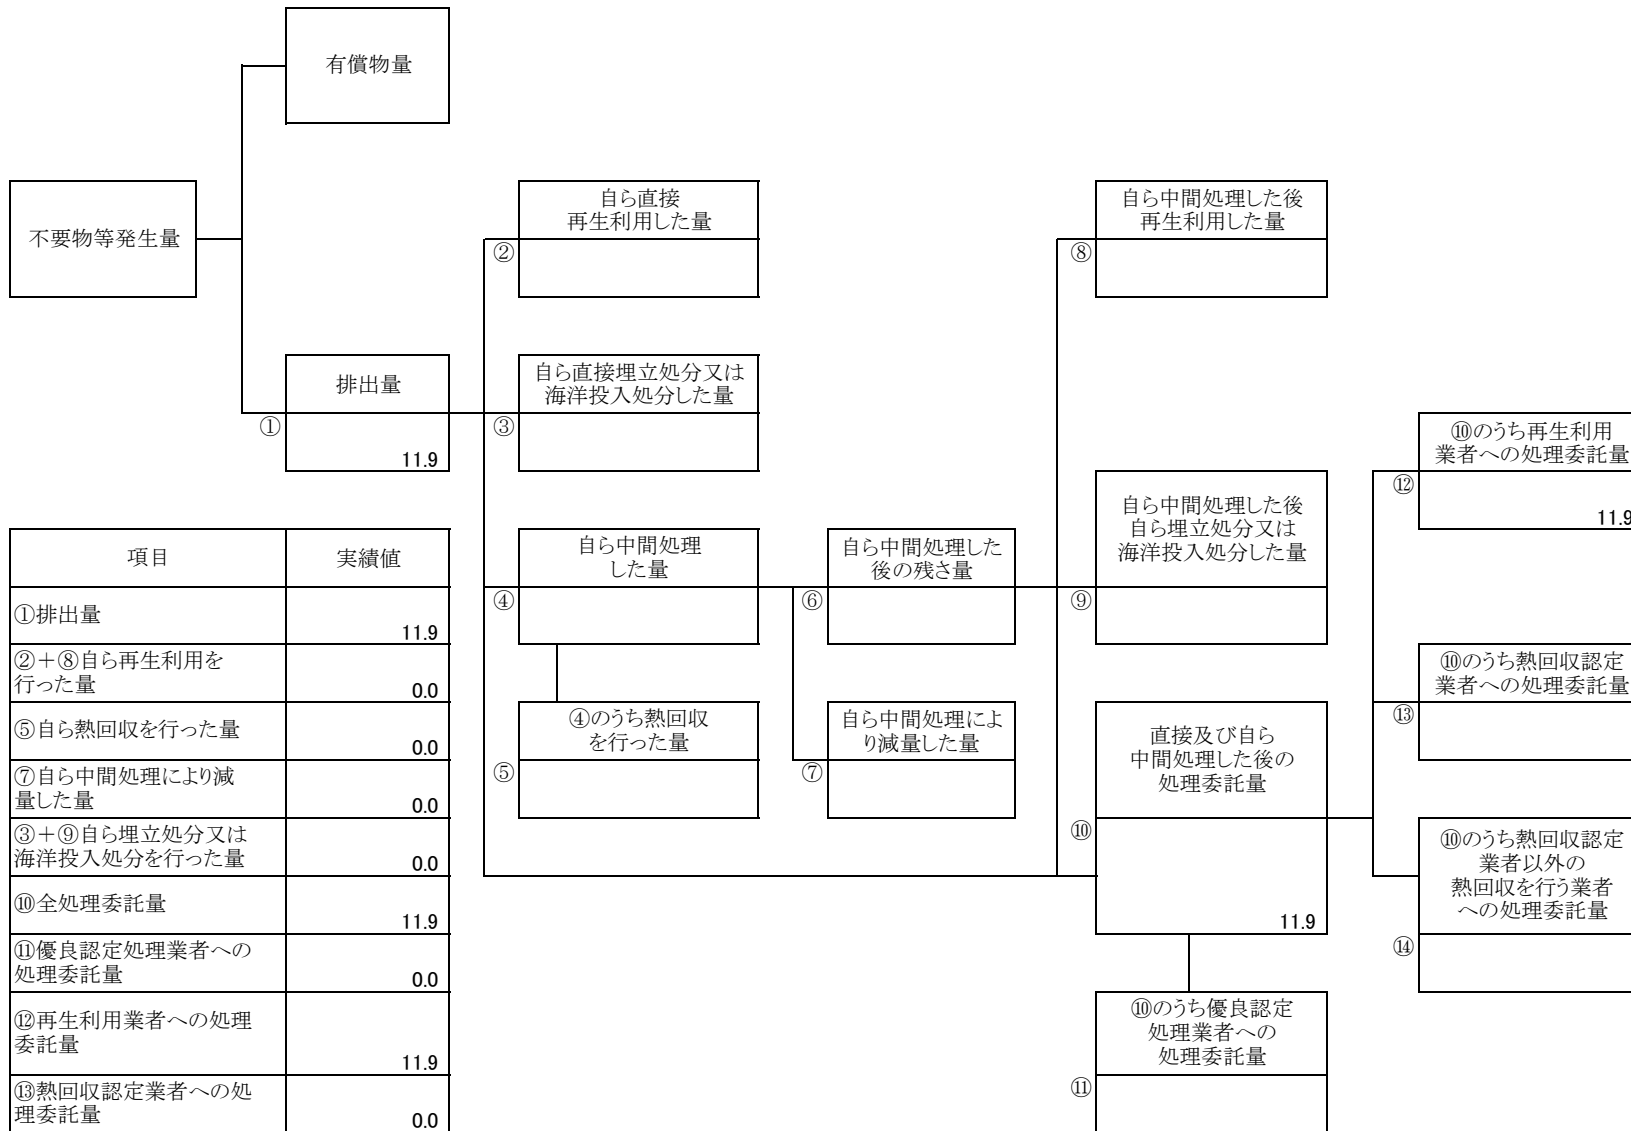 有償物量
不要物等発生量
自ら直接
再生利用した量
②
自ら中間処理した後
再生利用した量
⑧
排出量
①
11.9
自ら直接埋立処分又は
海洋投入処分した量
③
⑩のうち再生利用
業者への処理委託量
⑫
11.9
自ら中間処理
した量
④
自ら中間処理した
後の残さ量
⑥
自ら中間処理した後
自ら埋立処分又は
海洋投入処分した量
⑨
⑩のうち熱回収認定
業者への処理委託量
⑬
④のうち熱回収
を行った量
⑤
自ら中間処理によ
り減量した量
⑦
直接及び自ら
中間処理した後の
処理委託量
⑩
11.9
⑩のうち熱回収認定
業者以外の
熱回収を行う業者
への処理委託量
⑭
⑩のうち優良認定
処理業者への
処理委託量
⑪
項目 実績値
①排出量
11.9
②+⑧自ら再生利用を
行った量
0.0
⑤自ら熱回収を行った量
0.0
⑦自ら中間処理により減
量した量
0.0
③+⑨自ら埋立処分又は
海洋投入処分を行った量
0.0
⑩全処理委託量
11.9
⑪優良認定処理業者への
処理委託量
0.0
⑫再生利用業者への処理
委託量
11.9
⑬熱回収認定業者への処
理委託量
0.0